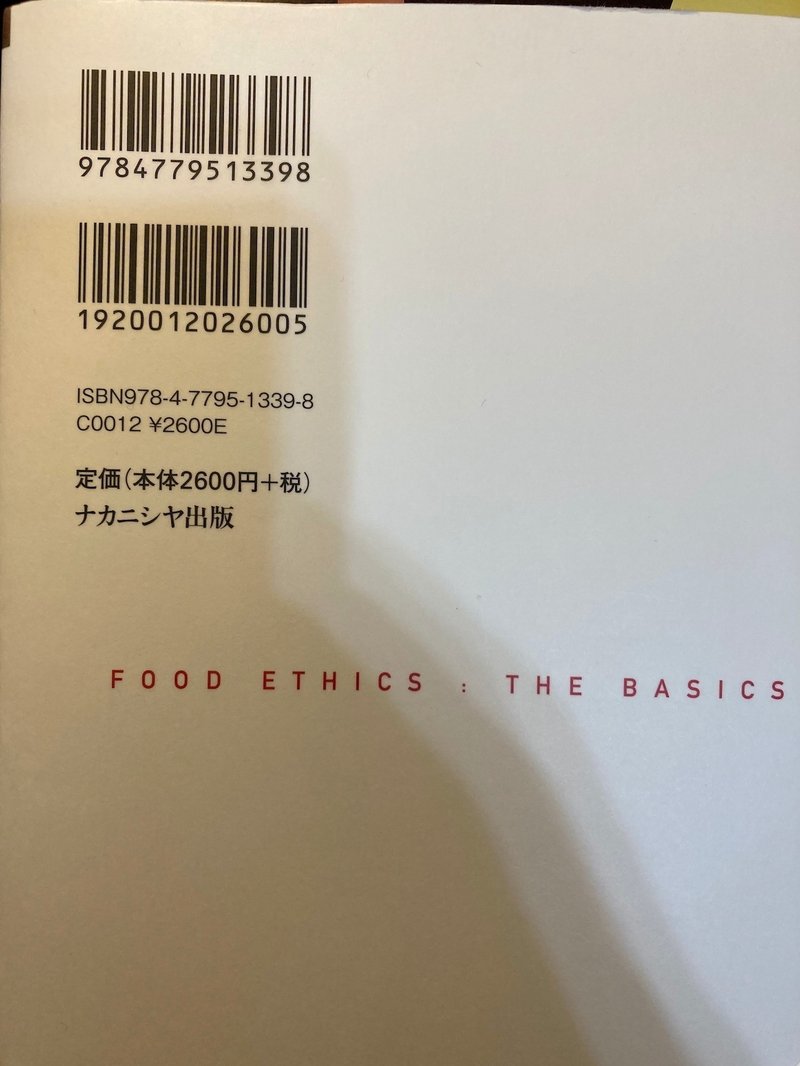 9784779513398
1920012026005
ISBN978-4-7795-1339-8
C0012 ¥2600E
定価(本体2600円+税)
ナカニシヤ出版
FOOD ETHICS : THE BASICS